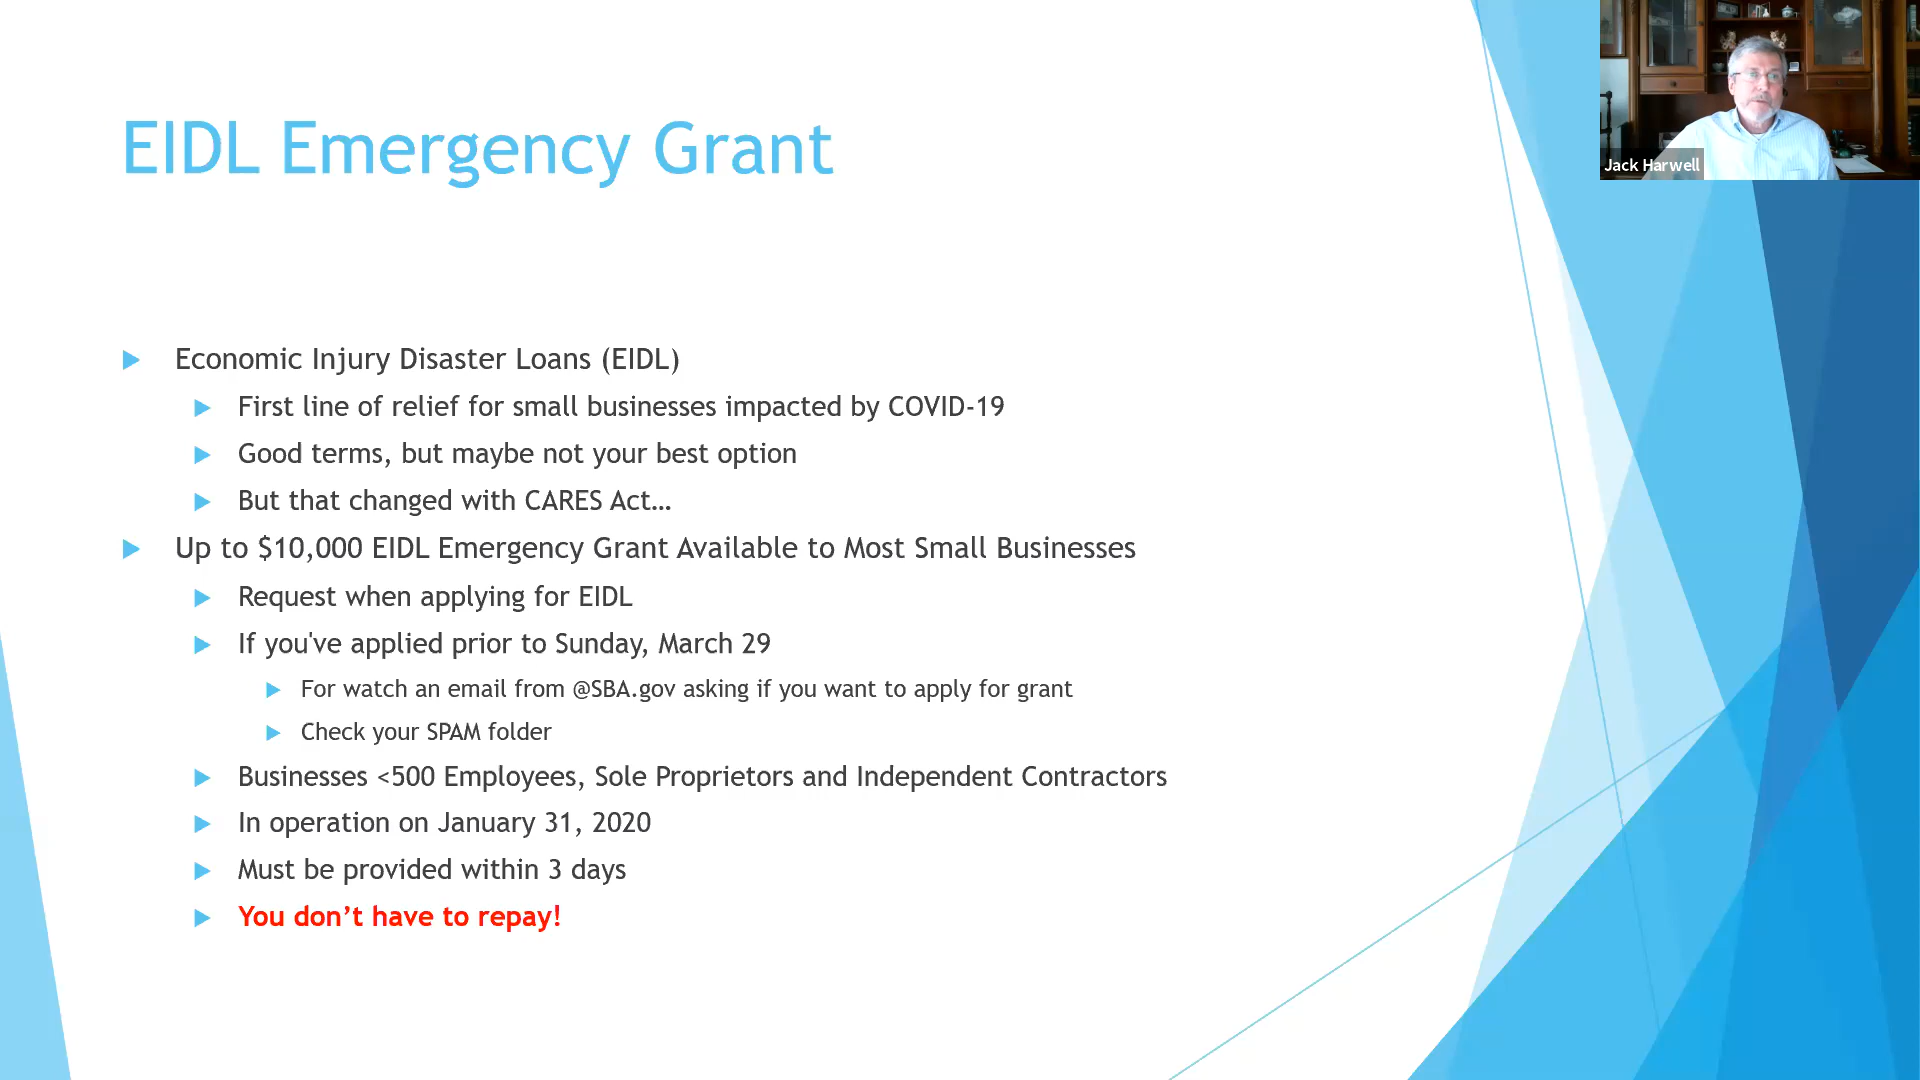 EIDL Emergency Grant
Jack Harwell
Economic Injury Disaster Loans (EIDL)
First line of relief for small businesses impacted by COVID-19
Good terms, but maybe not your best option
But that changed with CARES Act…
Up to $10,000 EIDL Emergency Grant Available to Most Small Businesses
Request when applying for EIDL
If you've applied prior to Sunday, March 29
For watch an email from @SBA.gov asking if you want to apply for grant
Check your SPAM folder
Businesses <500 Employees, Sole Proprietors and Independent Contractors
In operation on January 31, 2020
Must be provided within 3 days
You don’t have to repay!